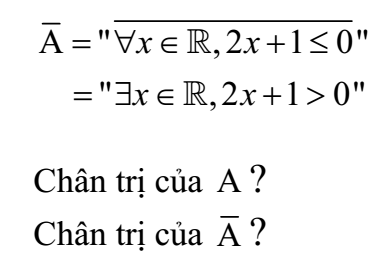 A̅ = "∀x ∈ ℝ, 2x + 1 ≤ 0"
= "∃x ∈ ℝ, 2x + 1 > 0"
Chân trị của A ?
Chân trị của A̅ ?